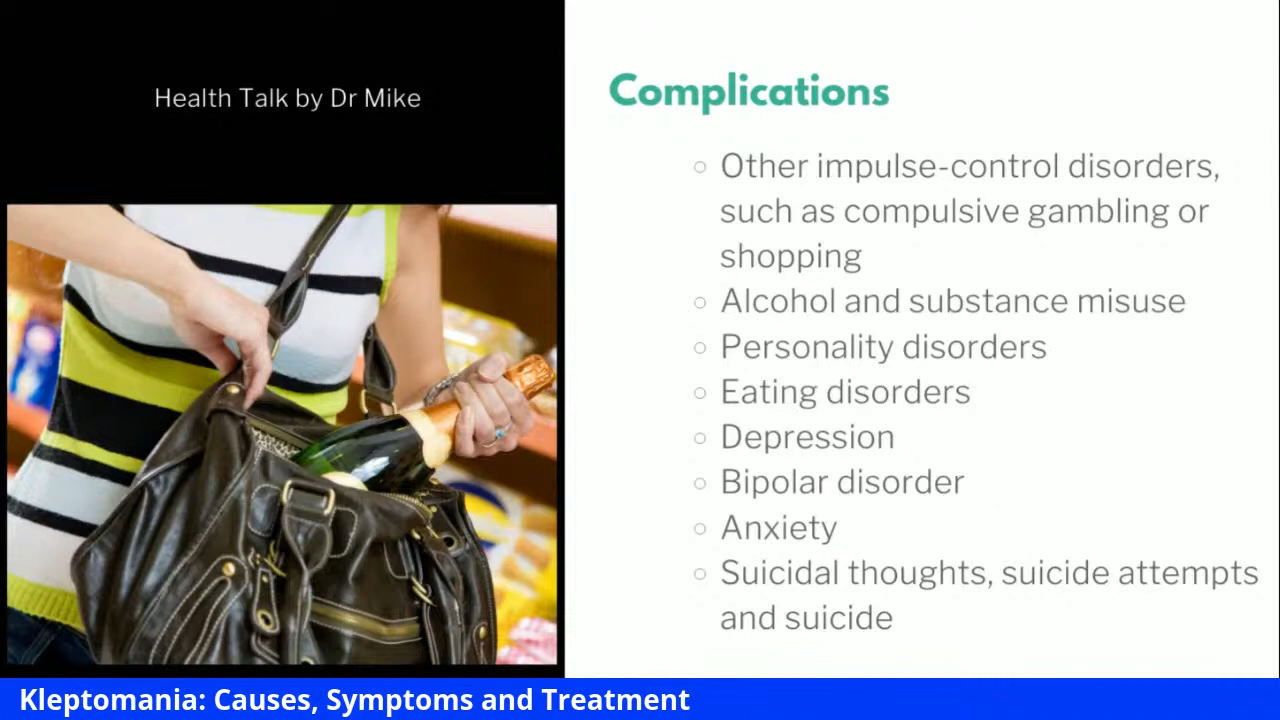 Health Talk by Dr Mike
Complications
Other impulse-control disorders,
such as compulsive gambling or
shopping
Alcohol and substance misuse
Personality disorders
Eating disorders
Depression
Bipolar disorder
Anxiety
Suicidal thoughts, suicide attempts
and suicide
Kleptomania: Causes, Symptoms and Treatment